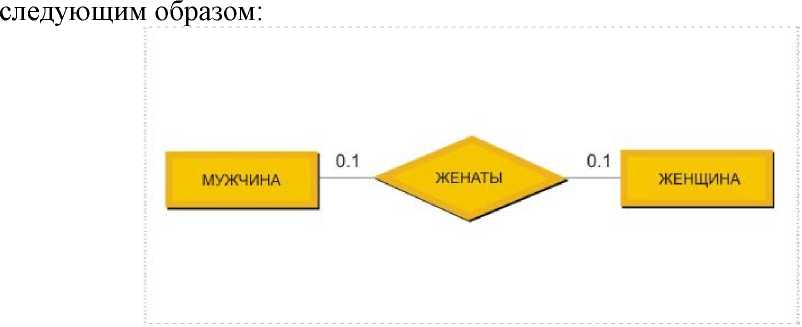 следующим образом:
0.1 0.1
МУЖЧИНА ЖЕНАТЫ ЖЕНЩИНА